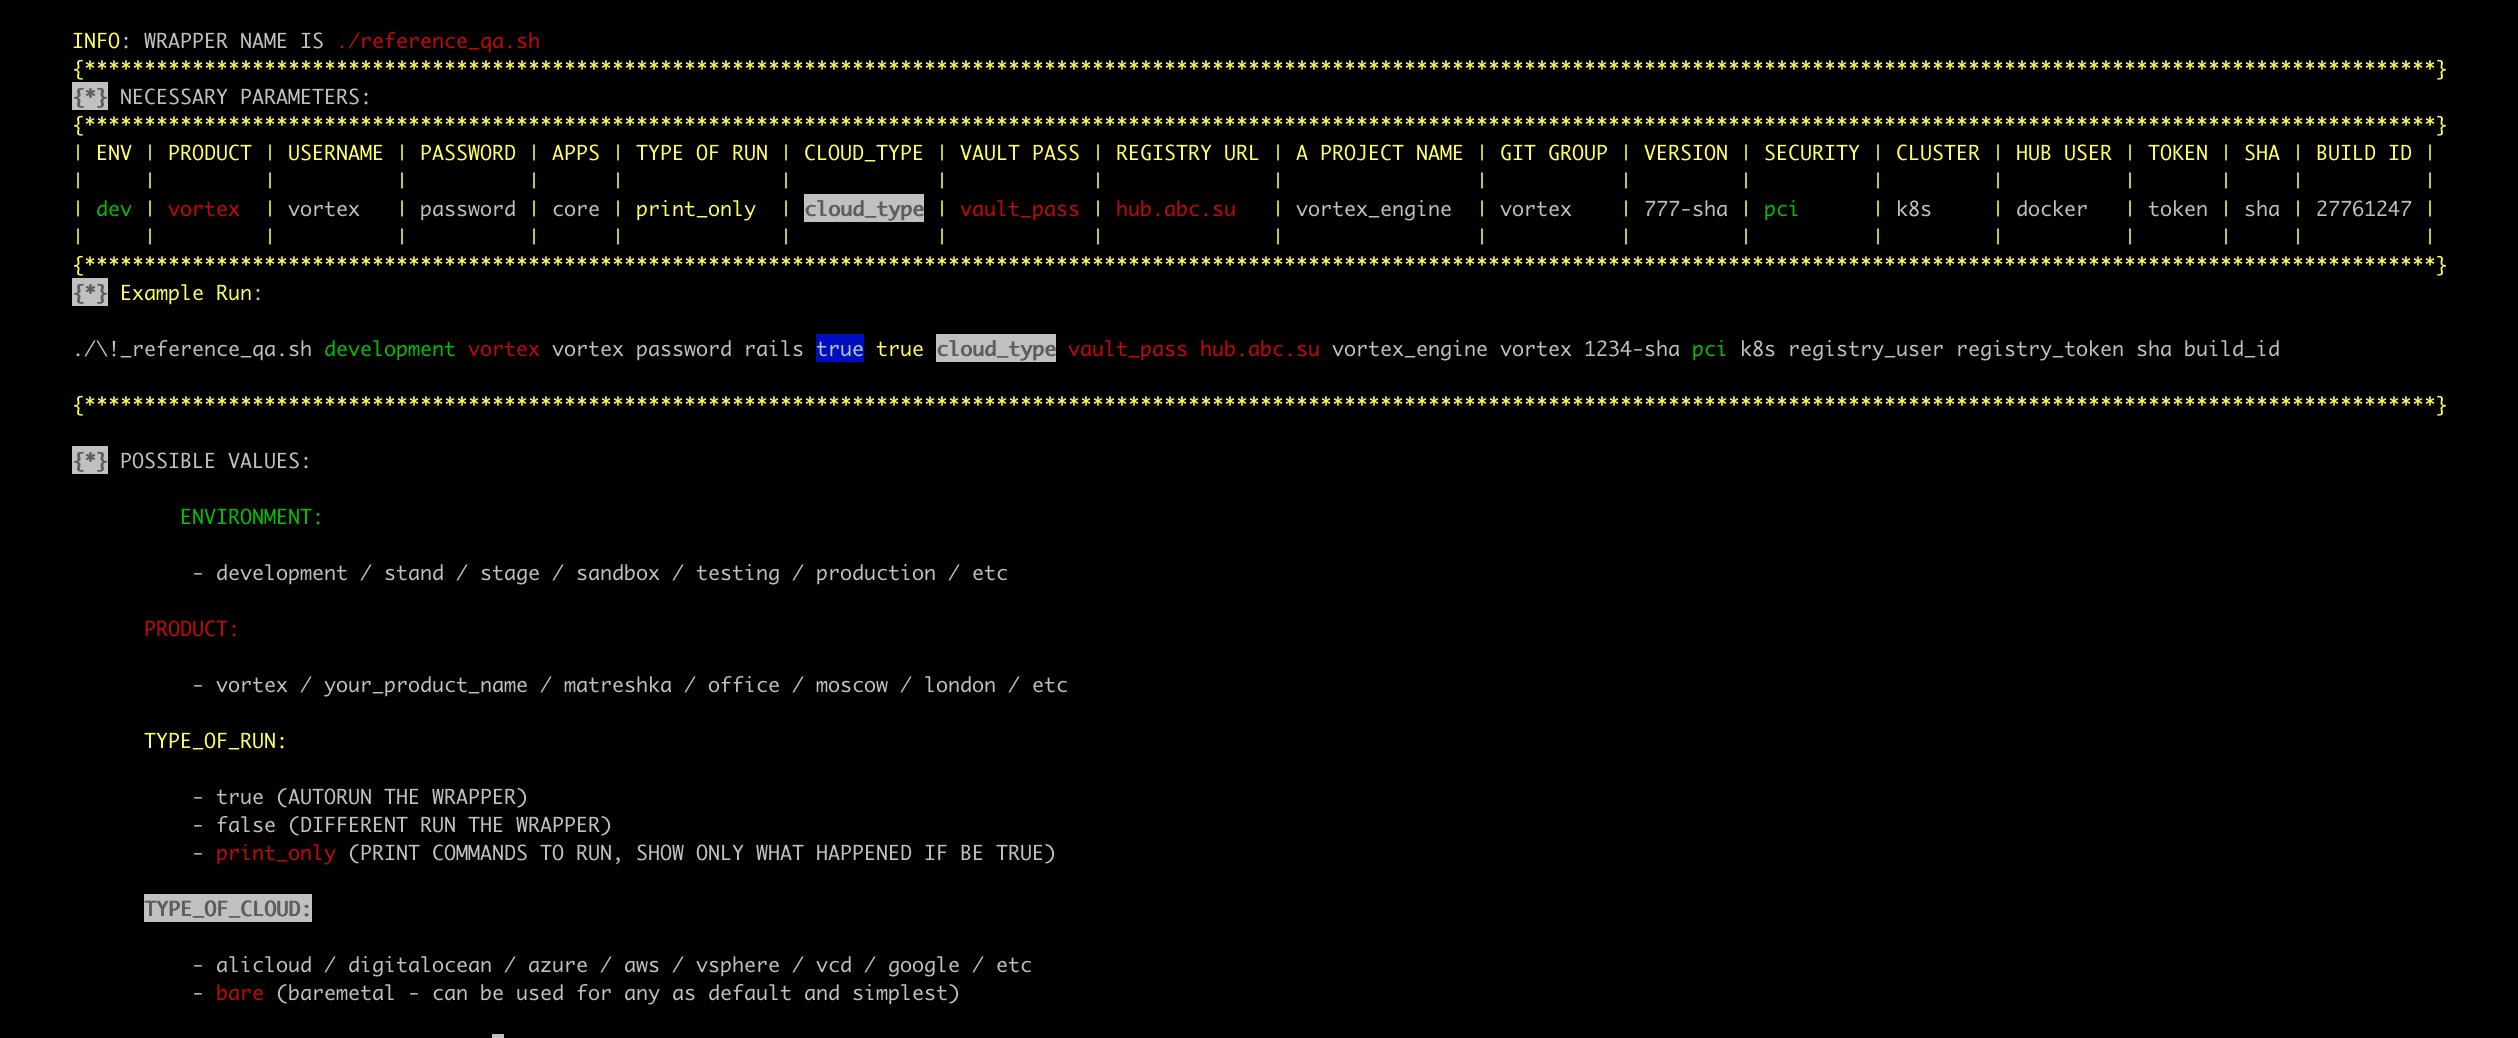 INFO: WRAPPER NAME IS ./reference_qa.sh
{****************************************************************************************************************************************************************************************************}
{*} NECESSARY PARAMETERS:
{****************************************************************************************************************************************************************************************************}
| ENV | PRODUCT | USERNAME | PASSWORD | APPS | TYPE OF RUN | CLOUD_TYPE | VAULT PASS | REGISTRY URL | A PROJECT NAME | GIT GROUP | VERSION | SECURITY | CLUSTER | HUB USER | TOKEN | SHA | BUILD ID |
| | | | | | | | | | | | | | | | | | |
| dev | vortex | vortex | password | core | print_only | cloud_type | vault_pass | hub.abc.su | vortex_engine | vortex | 777-sha | pci | k8s | docker | token | sha | 27761247 |
| | | | | | | | | | | | | | | | | | |
{****************************************************************************************************************************************************************************************************}
{*} Example Run:
./\!_reference_qa.sh development vortex vortex password rails true true cloud_type vault_pass hub.abc.su vortex_engine vortex 1234-sha pci k8s registry_user registry_token sha build_id
{****************************************************************************************************************************************************************************************************}
{*} POSSIBLE VALUES:
ENVIRONMENT:
- development / stand / stage / sandbox / testing / production / etc
PRODUCT:
- vortex / your_product_name / matreshka / office / moscow / london / etc
TYPE_OF_RUN:
- true (AUTORUN THE WRAPPER)
- false (DIFFERENT RUN THE WRAPPER)
- print_only (PRINT COMMANDS TO RUN, SHOW ONLY WHAT HAPPENED IF BE TRUE)
TYPE_OF_CLOUD:
- alicloud / digitalocean / azure / aws / vsphere / vcd / google / etc
- bare (baremetal - can be used for any as default and simplest)